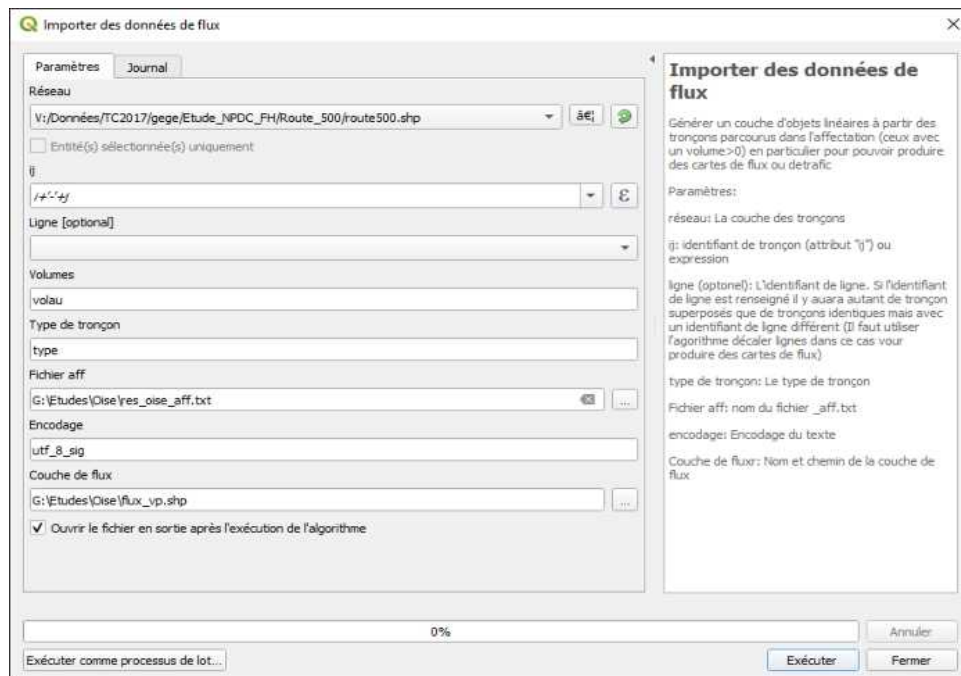 Importer des données de flux
Paramètres
Journal
Réseau
V:/Données/TC2017/gege/Etude_NPDC_FH/Route_500/route500.shp
â€¦
Entité(s) sélectionnée(s) uniquement
ij
i+'-'+j
ε
Ligne [optional]
Volumes
volau
Type de tronçon
type
Fichier aff
G:\Etudes\Oise\res_oise_aff.txt
...
Encodage
utf_8_sig
Couche de flux
G:\Etudes\Oise\flux_vp.shp
...
Ouvrir le fichier en sortie après l'exécution de l'algorithme
Importer des données de
flux
Générer un couche d'objets linéaires à partir des
tronçons parcourus dans l'affectation (ceux avec
un volume>0) en particulier pour pouvoir produire
des cartes de flux ou detrafic
Paramètres:
réseau: La couche des tronçons
ij: identifiant de tronçon (attribut "ij") ou
expression
ligne (optonel): L'identifiant de ligne. Si l'identifiant
de ligne est renseigné il y auara autant de tronçon
superposés que de tronçons identiques mais avec
un identifiant de ligne différent (Il faut utiliser
l'agorithme décaler lignes dans ce cas vour
produire des cartes de flux)
type de tronçon: Le type de tronçon
Fichier aff: nom du fichier _aff.txt
encodage: Encodage du texte
Couche de fluxr: Nom et chemin de la couche de
flux
0%
Annuler
Exécuter comme processus de lot...
Exécuter
Fermer